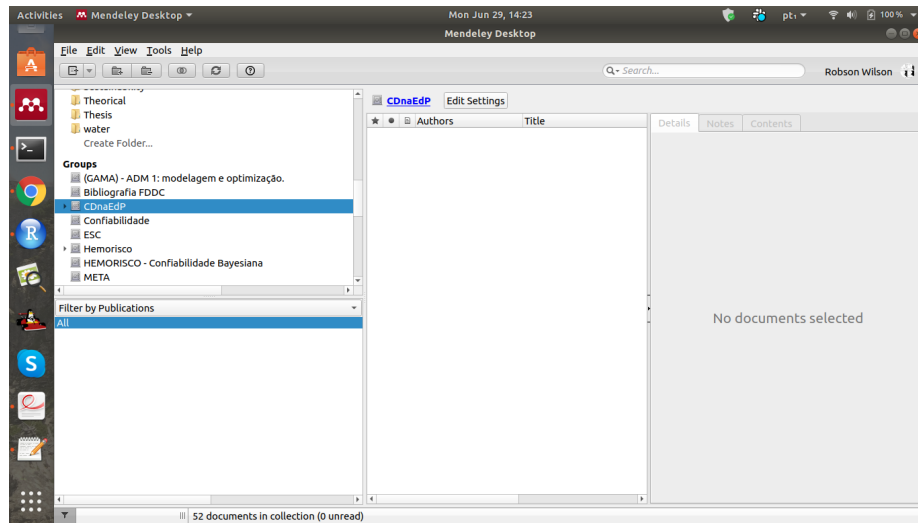 Activities Mendeley Desktop Mon Jun 29, 14:23 pt₁ 100 %
Mendeley Desktop
File Edit View Tools Help
Search... Robson Wilson
Theorical
Thesis
water
Create Folder...
Groups
(GAMA) - ADM 1: modelagem e optimização.
Bibliografia FDDC
CDnaEdP
Confiabilidade
ESC
Hemorisco
HEMORISCO - Confiabilidade Bayesiana
META
Filter by Publications
All
CDnaEdP Edit Settings
Authors Title
Details Notes Contents
No documents selected
52 documents in collection (0 unread)